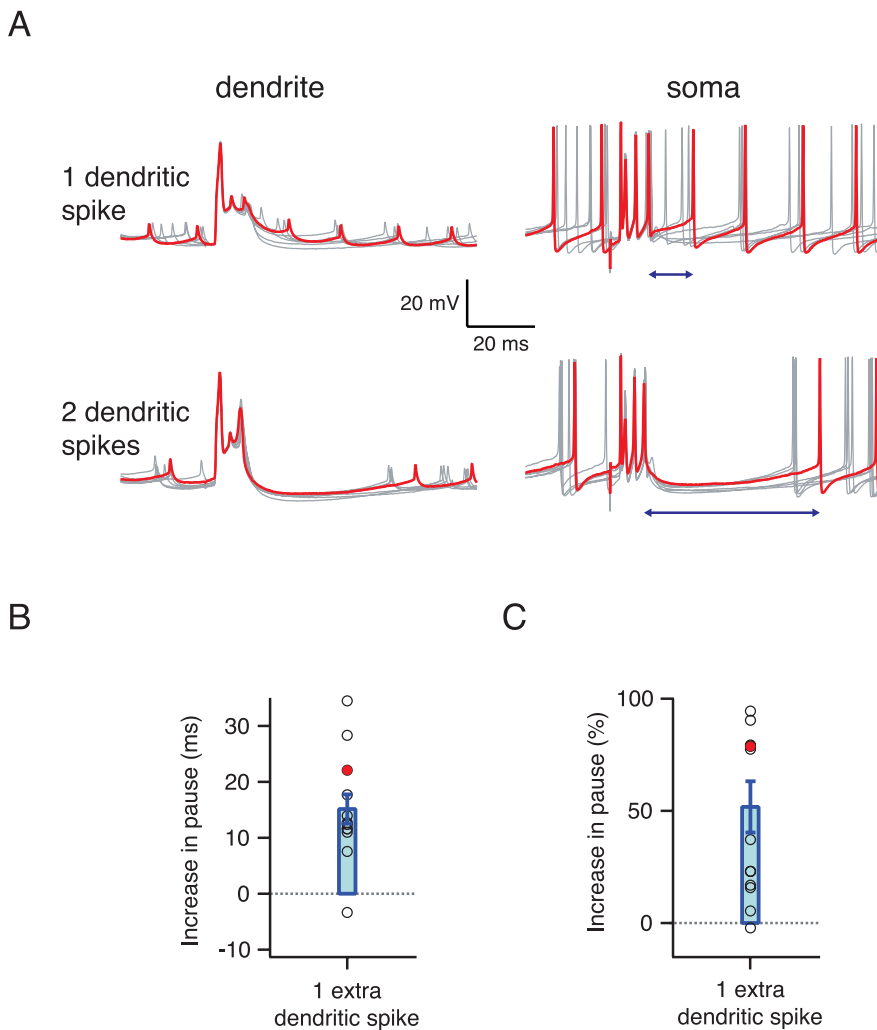 A
dendrite
soma
1 dendritic
spike
20 mV
20 ms
2 dendritic
spikes
B
C
Increase in pause (ms)
30
20
10
0
-10
1 extra
dendritic spike
Increase in pause (%)
100
50
0
1 extra
dendritic spike